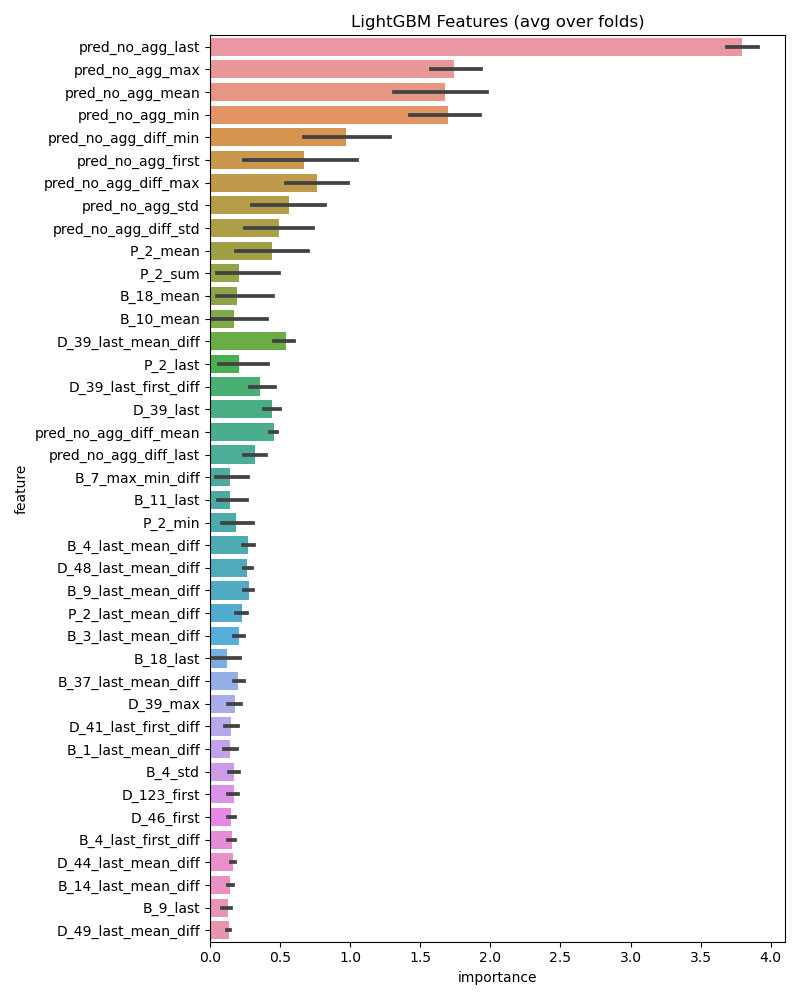 LightGBM Features (avg over folds)
pred_no_agg_last
pred_no_agg_max
pred_no_agg_mean
pred_no_agg_min
pred_no_agg_diff_min
pred_no_agg_first
pred_no_agg_diff_max
pred_no_agg_std
pred_no_agg_diff_std
P_2_mean
P_2_sum
B_18_mean
B_10_mean
D_39_last_mean_diff
P_2_last
D_39_last_first_diff
D_39_last
pred_no_agg_diff_mean
pred_no_agg_diff_last
B_7_max_min_diff
B_11_last
P_2_min
B_4_last_mean_diff
D_48_last_mean_diff
B_9_last_mean_diff
P_2_last_mean_diff
B_3_last_mean_diff
B_18_last
B_37_last_mean_diff
D_39_max
D_41_last_first_diff
B_1_last_mean_diff
B_4_std
D_123_first
D_46_first
B_4_last_first_diff
D_44_last_mean_diff
B_14_last_mean_diff
B_9_last
D_49_last_mean_diff
feature
0.0 0.5 1.0 1.5 2.0 2.5 3.0 3.5 4.0
importance